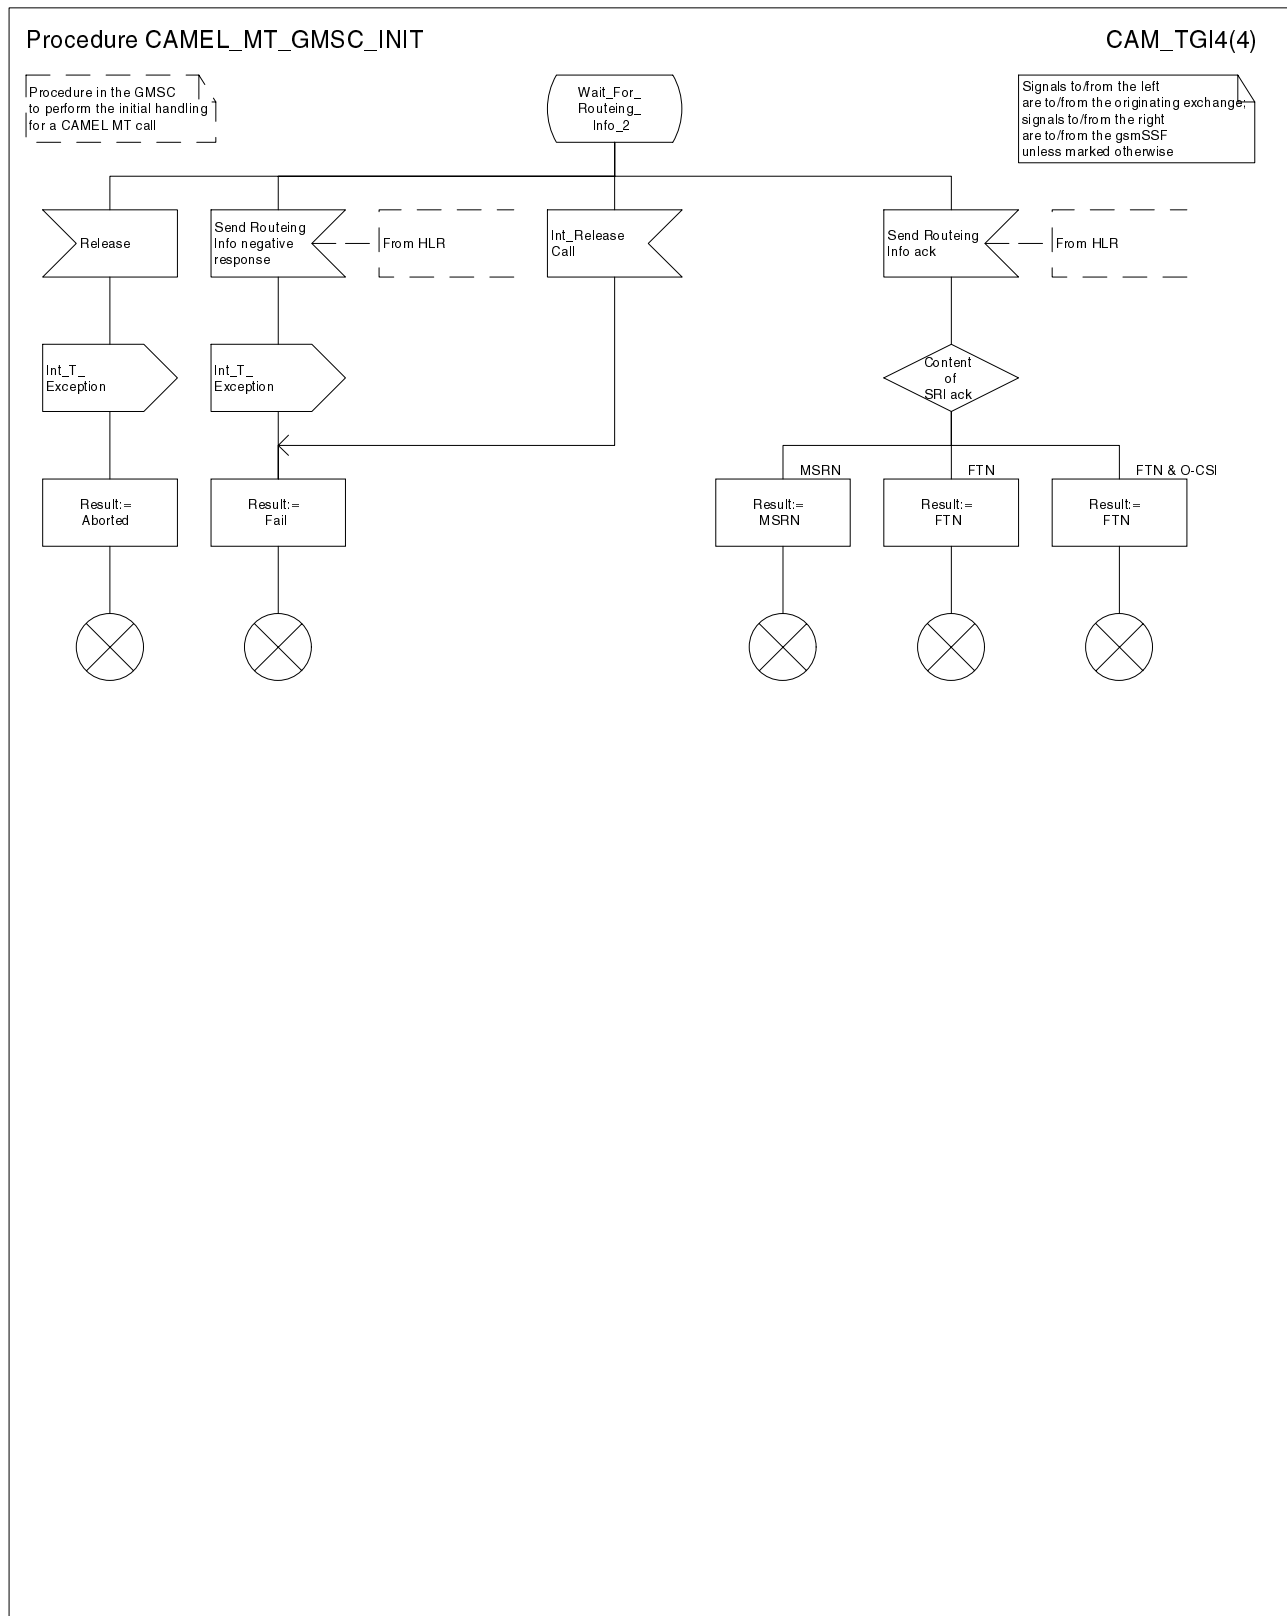 Procedure CAMEL_MT_GMSC_INIT
CAM_TGI4(4)
Procedure in the GMSC
to perform the initial handling
for a CAMEL MT call
Wait_For_
Routeing_
Info_2
Signals to/from the left
are to/from the originating exchange;
signals to/from the right
are to/from the gsmSSF
unless marked otherwise
Release
Send Routeing
Info negative
response
From HLR
Int_Release
Call
Send Routeing
Info ack
From HLR
Int_T_
Exception
Int_T_
Exception
Content
of
SRI ack
MSRN
FTN
FTN & O-CSI
Result:=
Aborted
Result:=
Fail
Result:=
MSRN
Result:=
FTN
Result:=
FTN